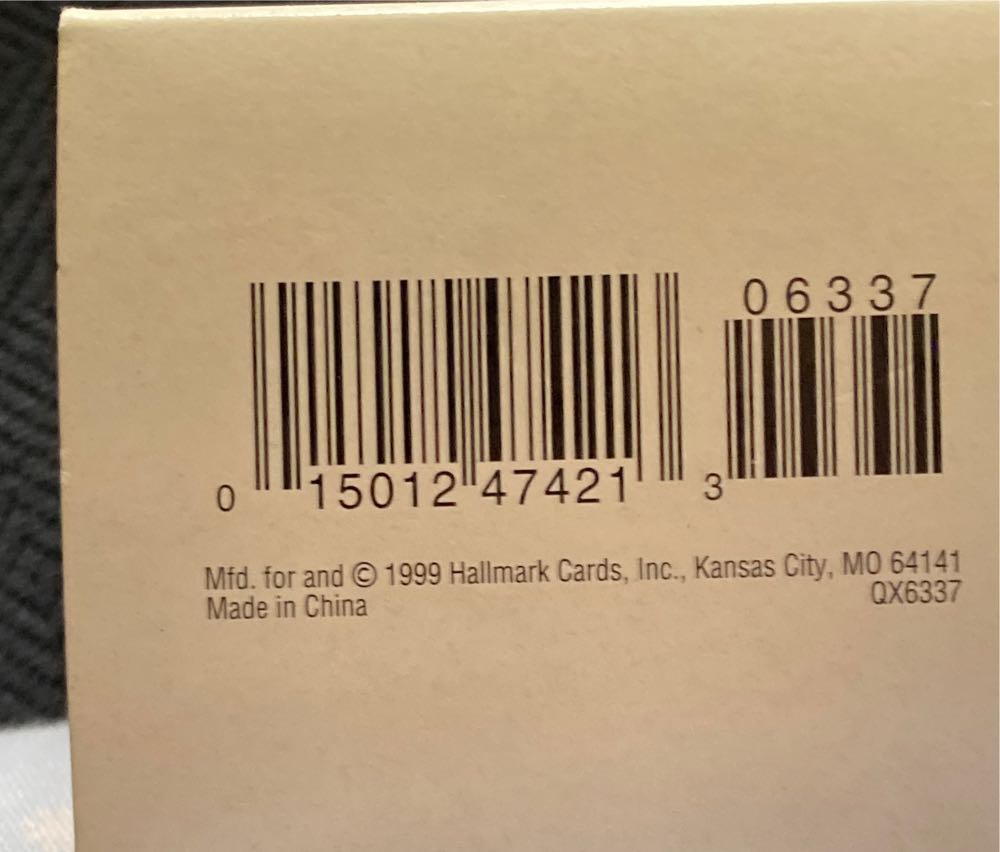 06337
0 15012 47421 3
Mfd. for and © 1999 Hallmark Cards, Inc., Kansas City, MO 64141
Made in China QX6337